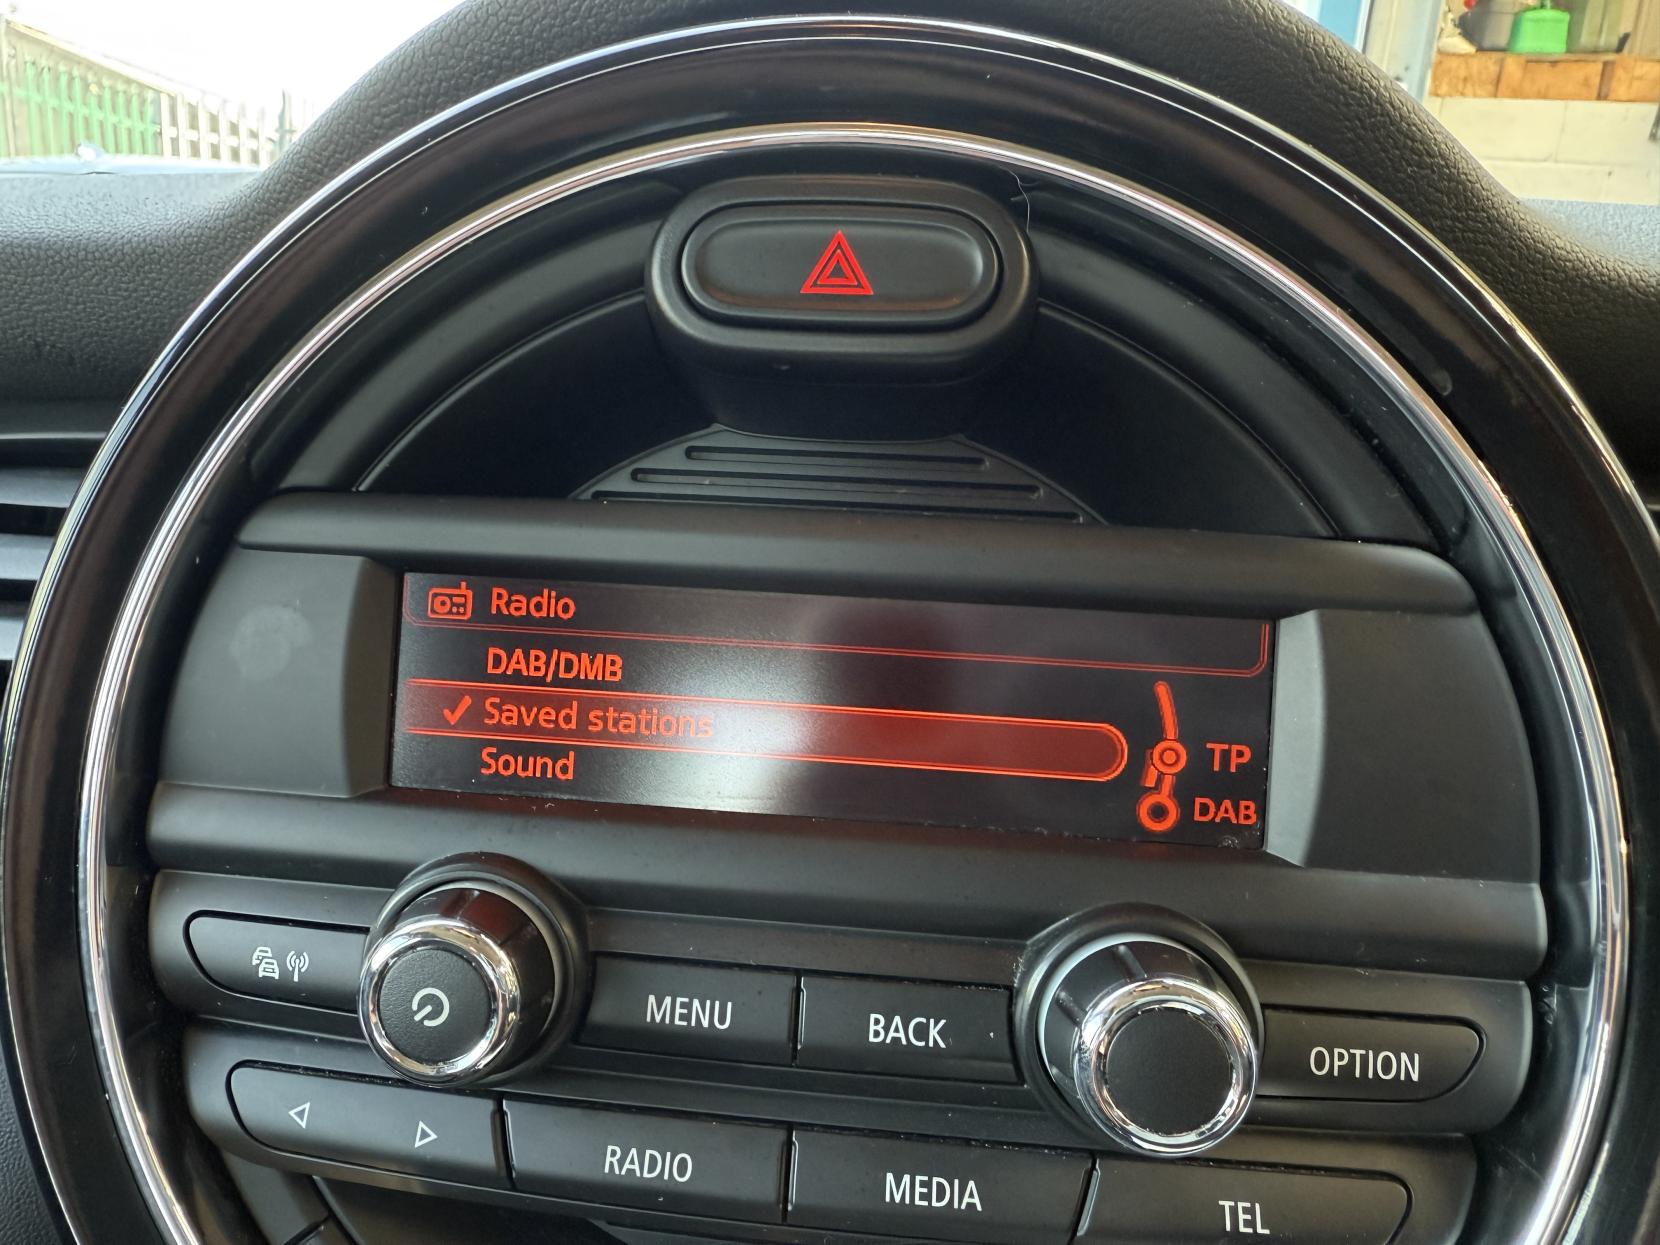 Radio
DAB/DMB
Saved stations
Sound
TP
DAB
MENU
BACK
OPTION
RADIO
MEDIA
TEL